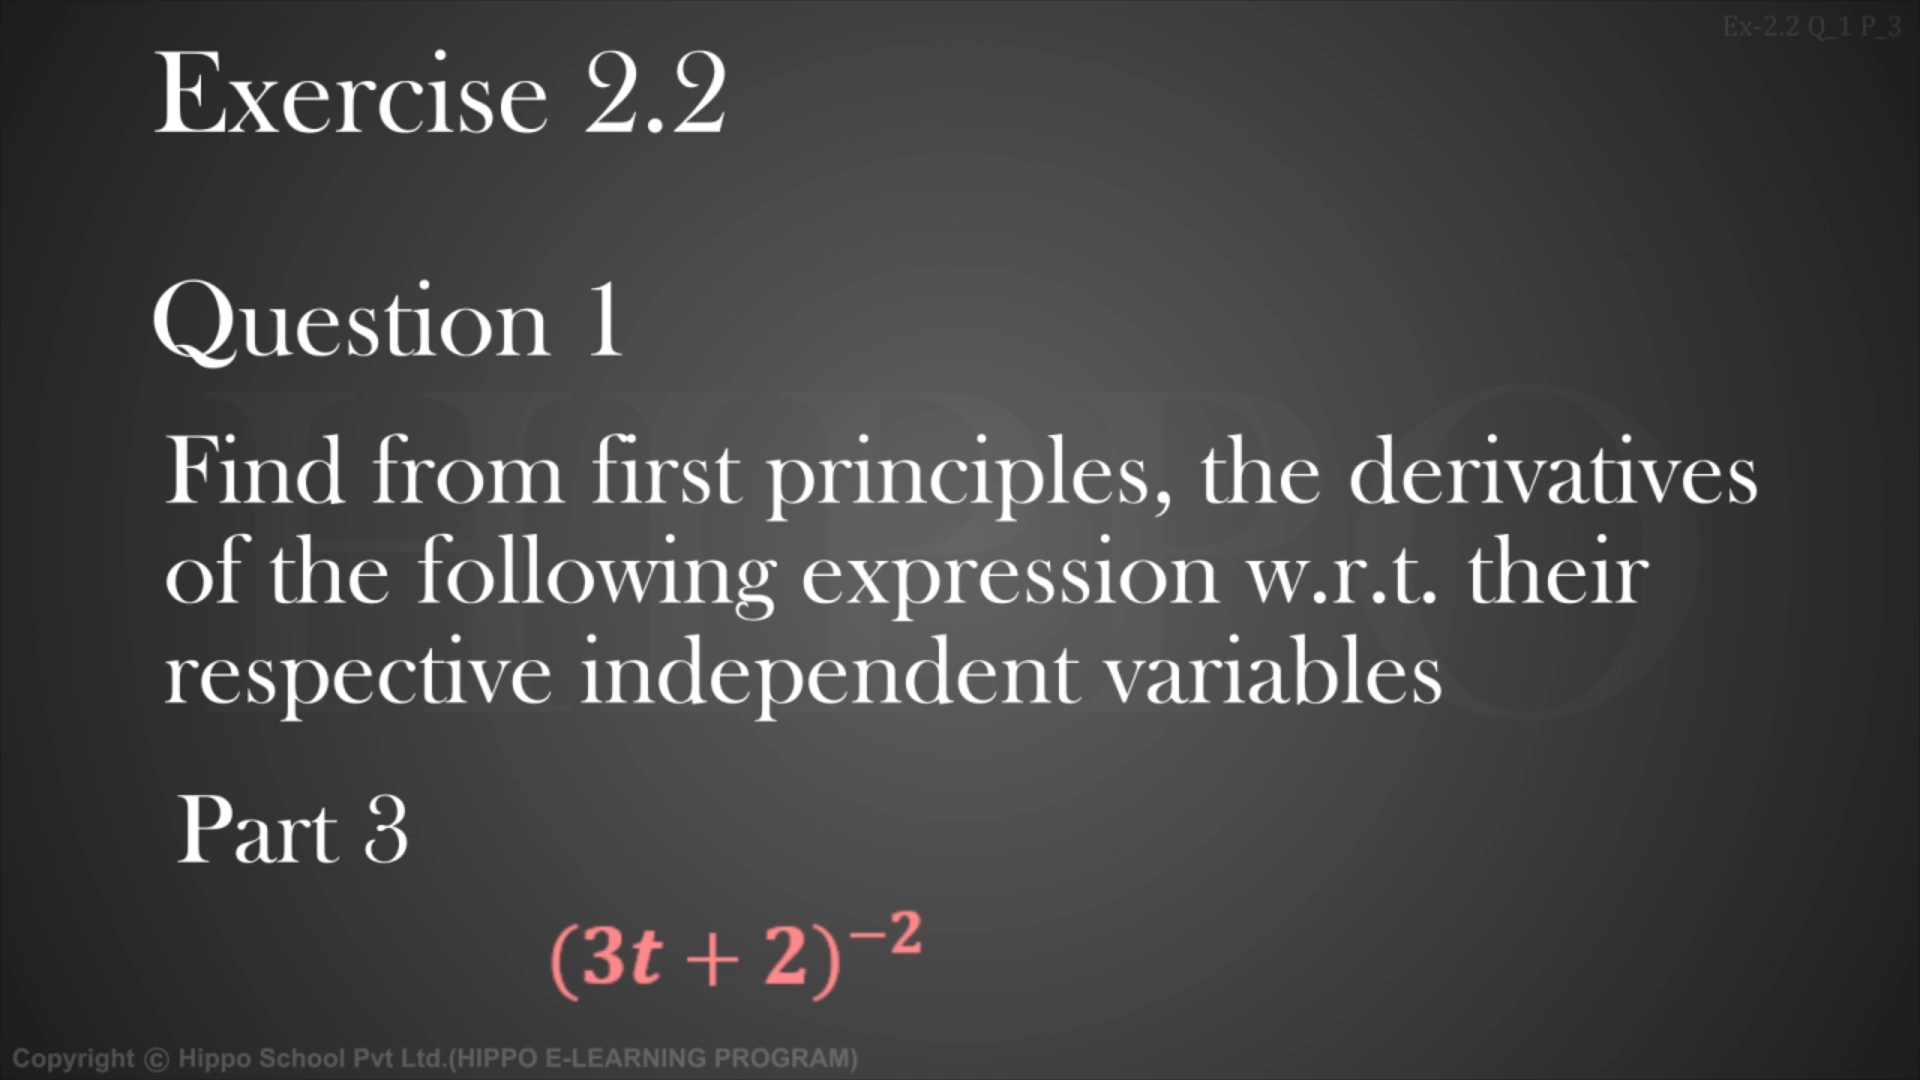 Ex-2.2 Q_1 P_3
Exercise 2.2
Question 1
Find from first principles, the derivatives
of the following expression w.r.t. their
respective independent variables
Part 3
(3t + 2)⁻²
HIPPO
Copyright © Hippo School Pvt Ltd.(HIPPO E-LEARNING PROGRAM)